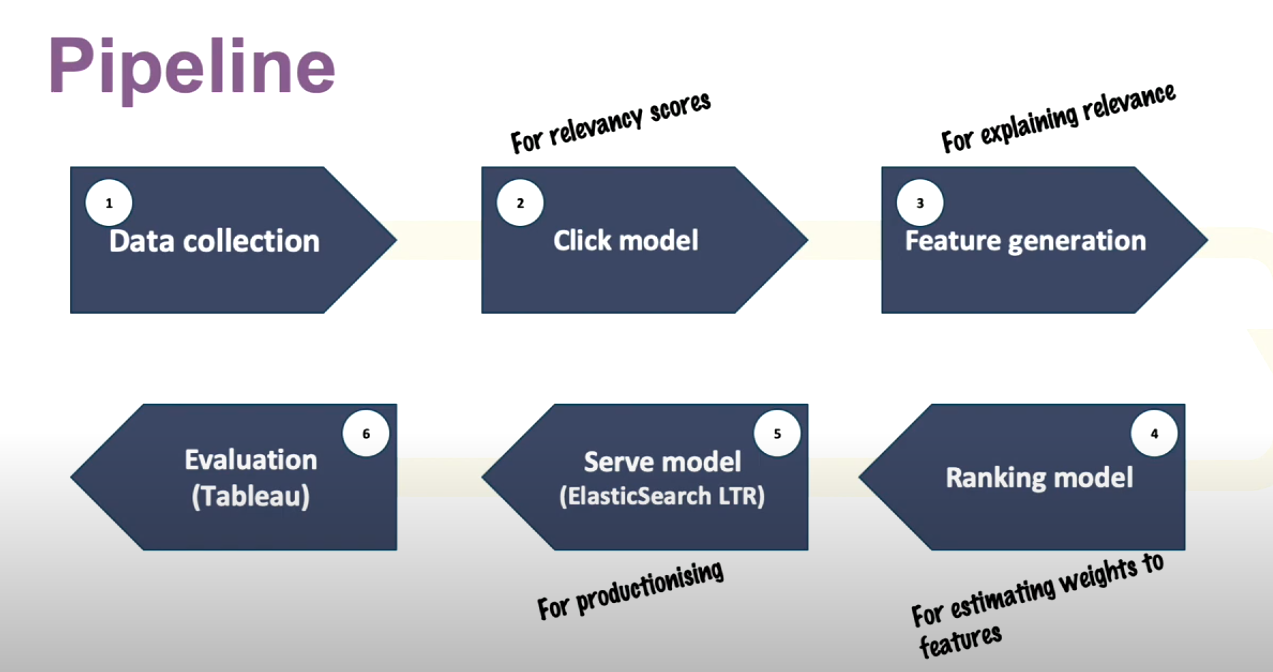 Pipeline
For relevancy scores
For explaining relevance
1
Data collection
2
Click model
3
Feature generation
6
Evaluation
(Tableau)
5
Serve model
(ElasticSearch LTR)
4
Ranking model
For productionising
For estimating weights to
features